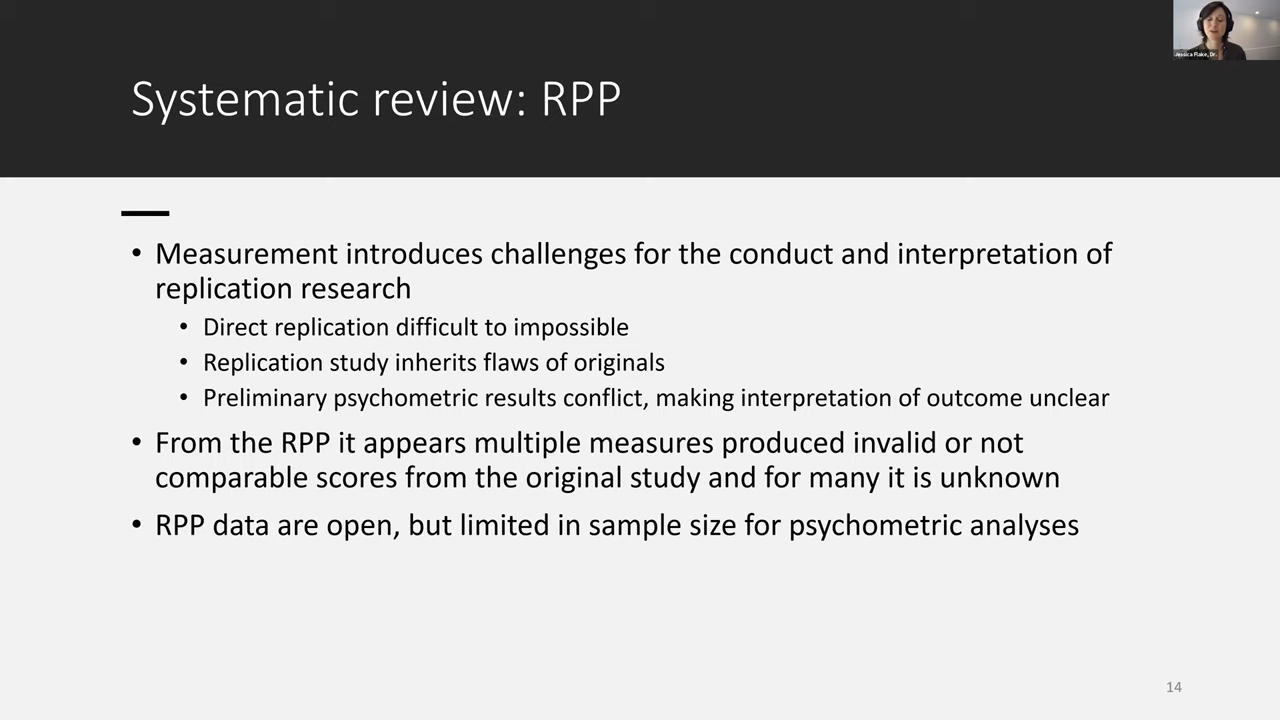 Jessica Flake, Dr.
Systematic review: RPP
• Measurement introduces challenges for the conduct and interpretation of
replication research
• Direct replication difficult to impossible
• Replication study inherits flaws of originals
• Preliminary psychometric results conflict, making interpretation of outcome unclear
• From the RPP it appears multiple measures produced invalid or not
comparable scores from the original study and for many it is unknown
• RPP data are open, but limited in sample size for psychometric analyses
14